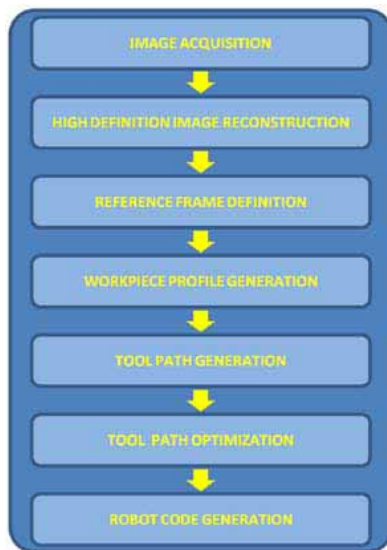 IMAGE ACQUISITION
HIGH DEFINITION IMAGE RECONSTRUCTION
REFERENCE FRAME DEFINITION
WORKPIECE PROFILE GENERATION
TOOL PATH GENERATION
TOOL PATH OPTIMIZATION
ROBOT CODE GENERATION